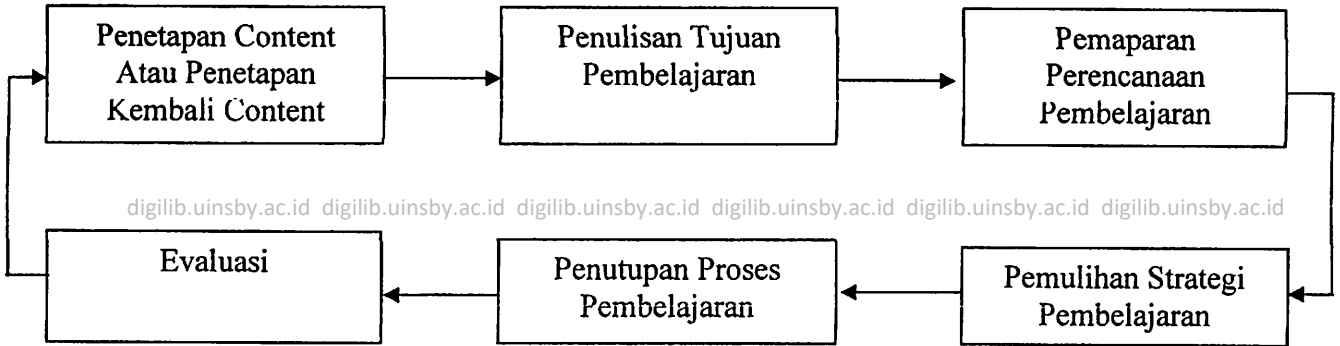 Penetapan Content
Atau Penetapan
Kembali Content
Penulisan Tujuan
Pembelajaran
Pemaparan
Perencanaan
Pembelajaran
digilib.uinsby.ac.id digilib.uinsby.ac.id digilib.uinsby.ac.id digilib.uinsby.ac.id digilib.uinsby.ac.id digilib.uinsby.ac.id
Evaluasi
Penutupan Proses
Pembelajaran
Pemulihan Strategi
Pembelajaran